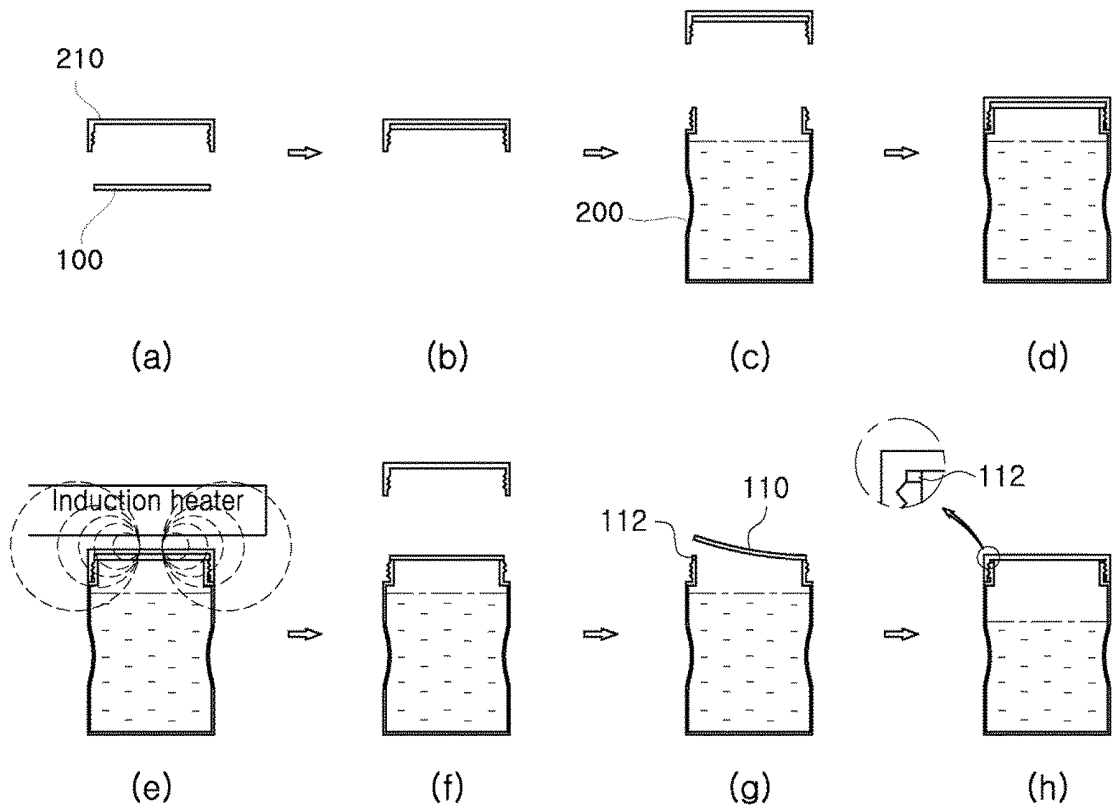 210
100
200
(a)
(b)
(c)
(d)
Induction heater
112
110
112
(e)
(f)
(g)
(h)